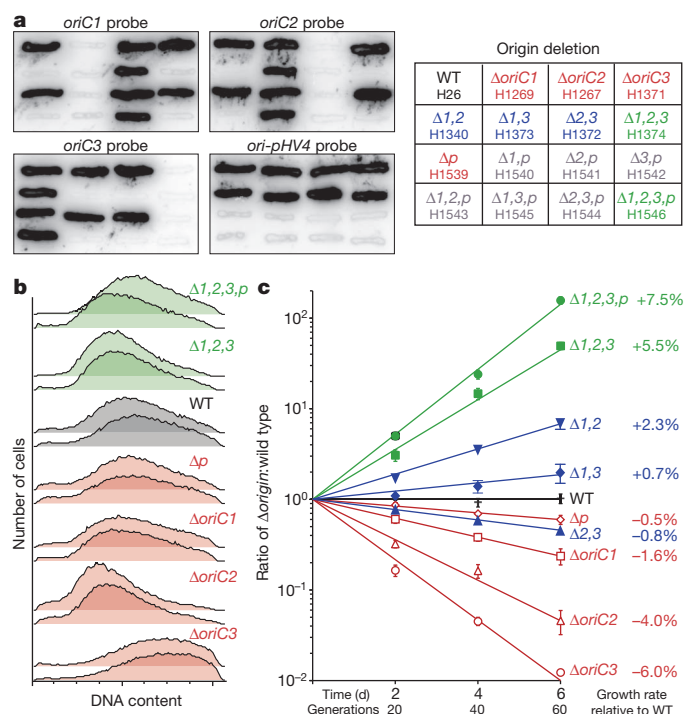 a
oriC1 probe
oriC2 probe
oriC3 probe
ori-pHV4 probe
Origin deletion
WT ΔoriC1 ΔoriC2 ΔoriC3
H26 H1269 H1267 H1371
Δ1,2 Δ1,3 Δ2,3 Δ1,2,3
H1340 H1373 H1372 H1374
Δp Δ1,p Δ2,p Δ3,p
H1539 H1540 H1541 H1542
Δ1,2,p Δ1,3,p Δ2,3,p Δ1,2,3,p
H1543 H1545 H1544 H1546
b
Number of cells
Δ1,2,3,p
Δ1,2,3
WT
Δp
ΔoriC1
ΔoriC2
ΔoriC3
DNA content
c
Ratio of Δorigin:wild type
10²
10¹
1.0
10⁻¹
10⁻²
Δ1,2,3,p +7.5%
Δ1,2,3 +5.5%
Δ1,2 +2.3%
Δ1,3 +0.7%
WT
Δp −0.5%
Δ2,3 −0.8%
ΔoriC1 −1.6%
ΔoriC2 −4.0%
ΔoriC3 −6.0%
Time (d) 2 4 6
Generations 20 40 60
Growth rate
relative to WT